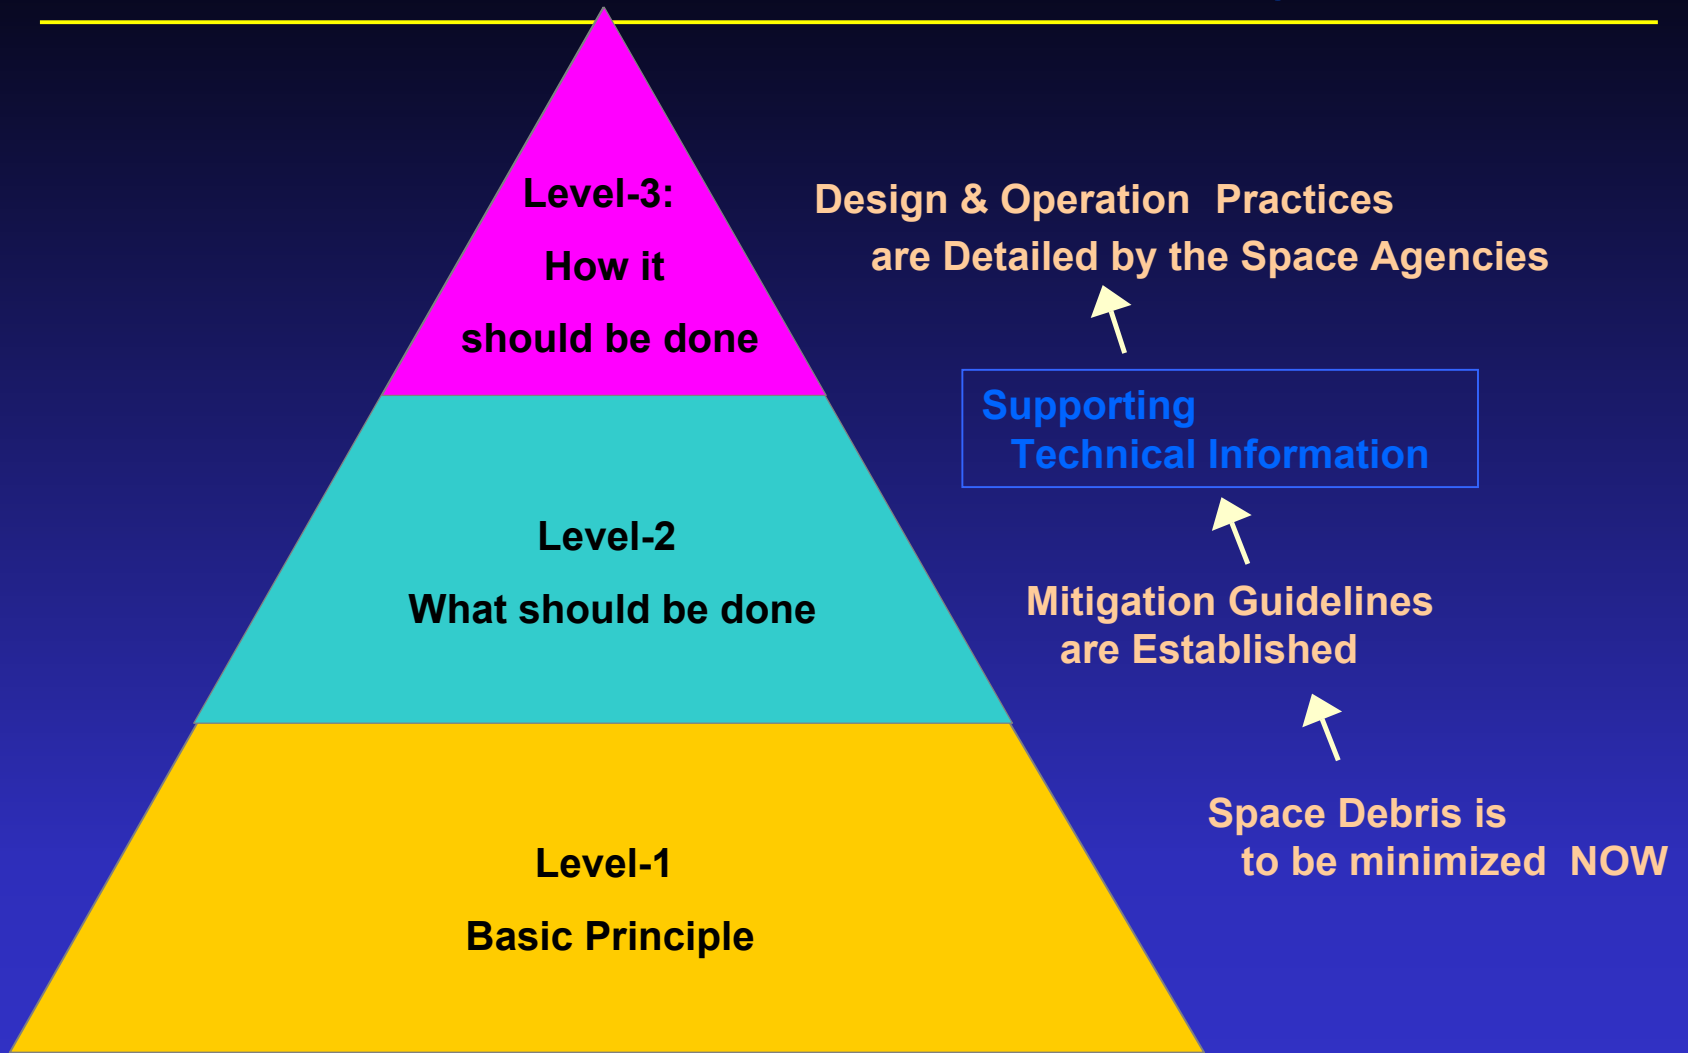 Level-3:
How it
should be done
Design & Operation Practices
are Detailed by the Space Agencies
Supporting
Technical Information
Level-2
What should be done
Mitigation Guidelines
are Established
Level-1
Basic Principle
Space Debris is
to be minimized NOW